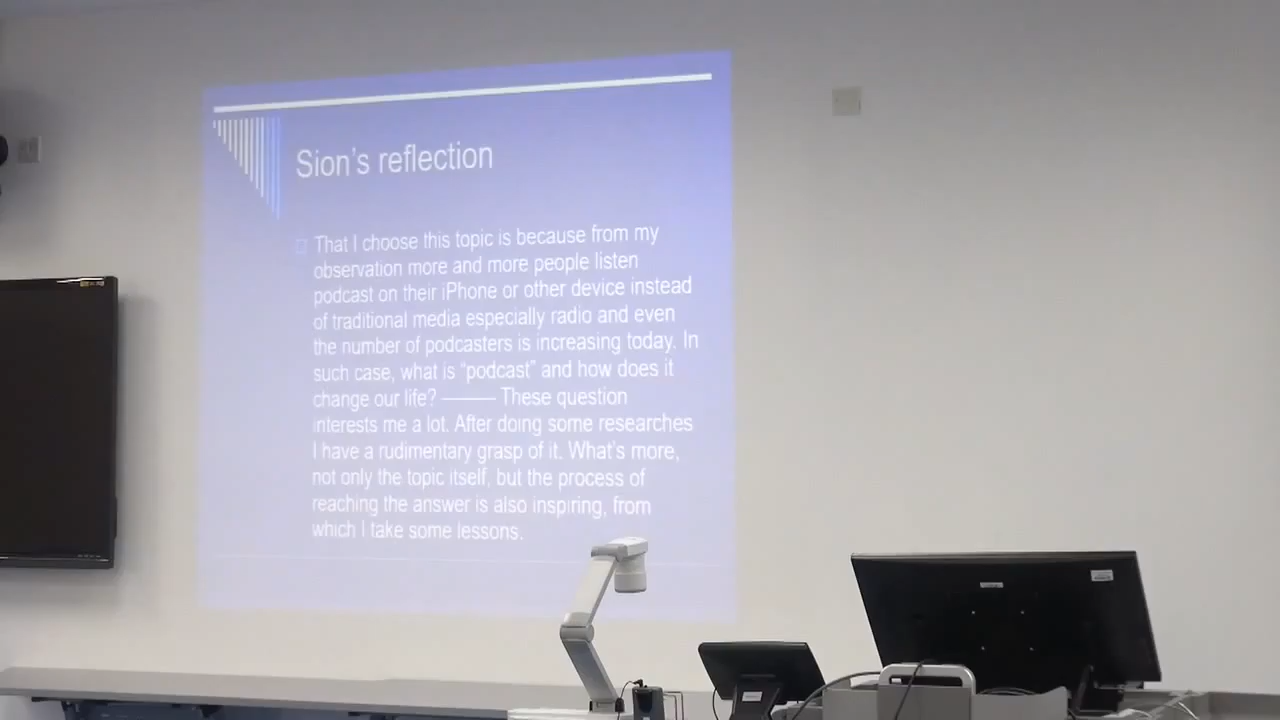 Sion's reflection
That I choose this topic is because from my
observation more and more people listen
podcast on their iPhone or other device instead
of traditional media especially radio and even
the number of podcasters is increasing today. In
such case, what is “podcast” and how does it
change our life? ——— These question
interests me a lot. After doing some researches
I have a rudimentary grasp of it. What's more,
not only the topic itself, but the process of
reaching the answer is also inspiring, from
which I take some lessons.